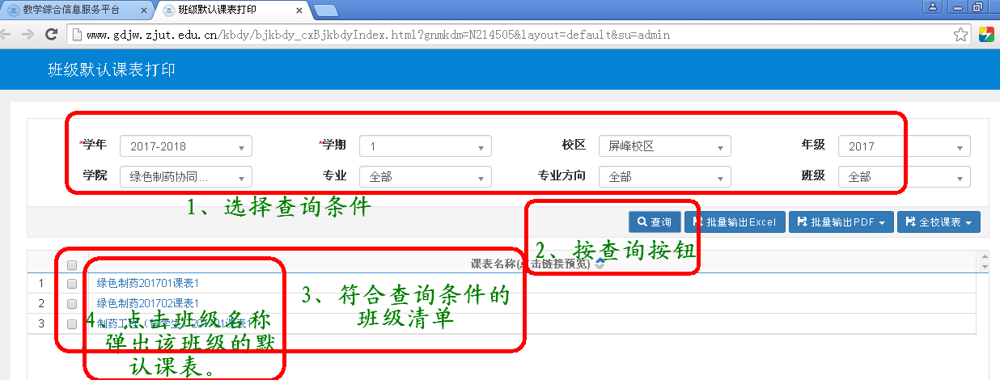 教学综合信息服务平台
班级默认课表打印
www.gdjw.zjut.edu.cn/kbdy/bjkbdy_cxBjkbdyIndex.html?gnmkdm=N214505&layout=default&su=admin
班级默认课表打印
*学年 2017-2018 *学期 1 校区 屏峰校区 年级 2017
学院 绿色制药协同... 专业 全部 专业方向 全部 班级 全部
1、选择查询条件
查询 批量输出Excel 批量输出PDF 全校课表
2、按查询按钮
课表名称(点击链接预览)
1 绿色制药201701课表1
2 绿色制药201702课表1
3 制药工程（留学生）201701课表1
3、符合查询条件的
班级清单
4、点击班级名称
弹出该班级的默
认课表。